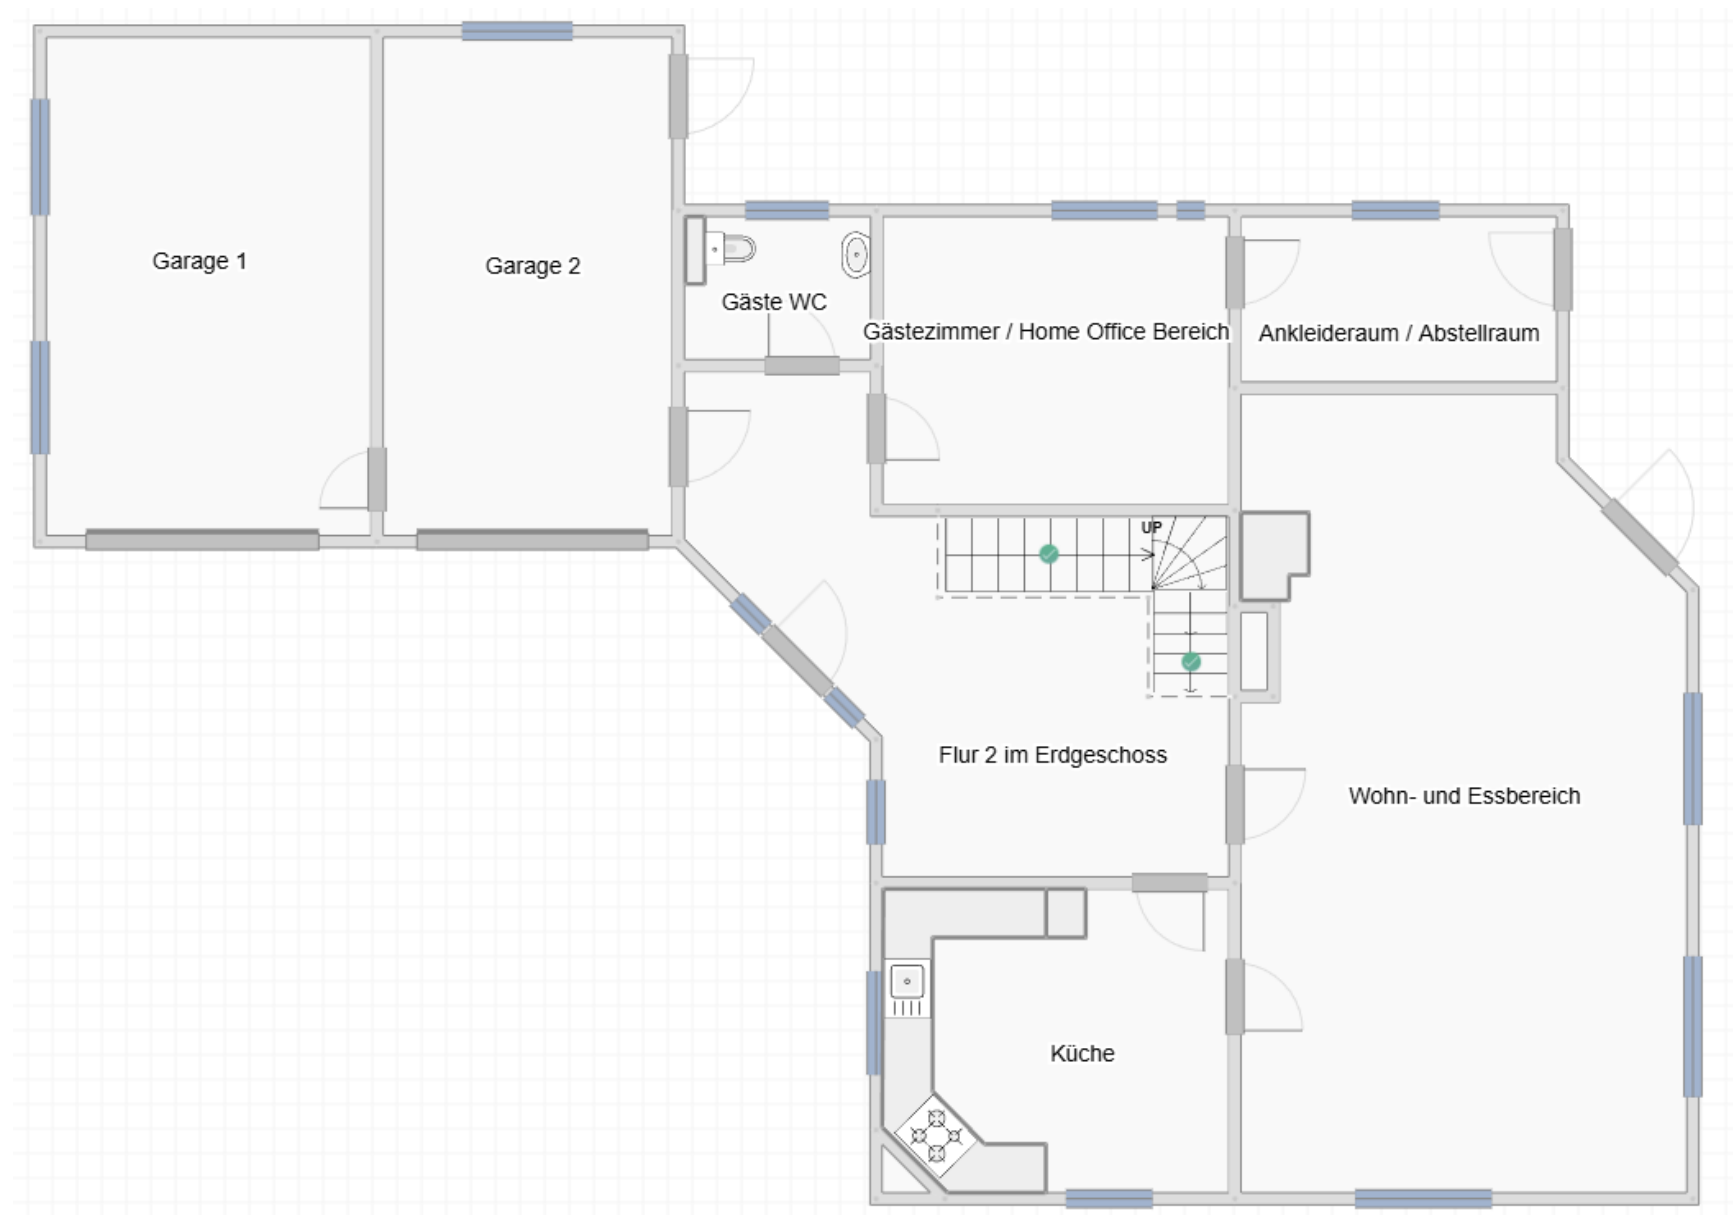 Garage 1
Garage 2
Gäste WC
Gästezimmer / Home Office Bereich
Ankleideraum / Abstellraum
UP
Flur 2 im Erdgeschoss
Wohn- und Essbereich
Küche